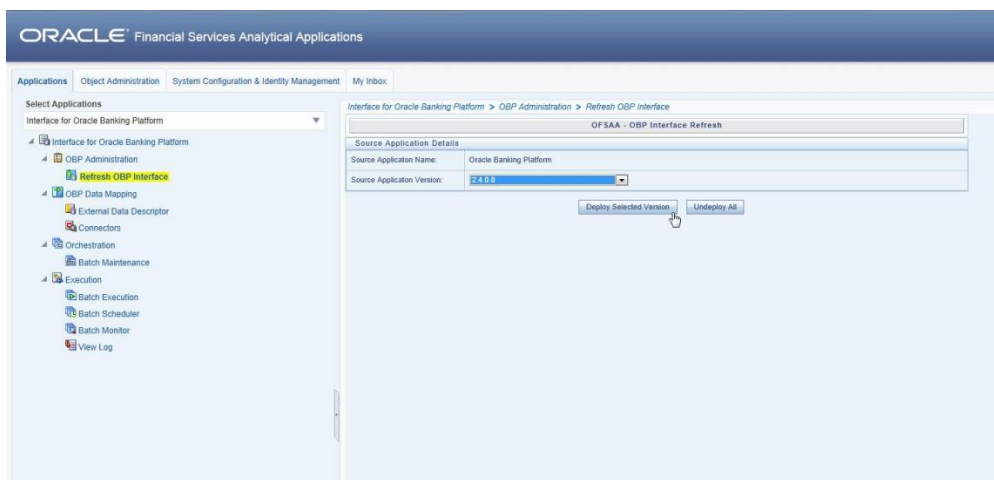 ORACLE Financial Services Analytical Applications
Applications Object Administration System Configuration & Identity Management My Inbox
Select Applications
Interface for Oracle Banking Platform
Interface for Oracle Banking Platform
OBP Administration
Refresh OBP Interface
OBP Data Mapping
External Data Descriptor
Connectors
Orchestration
Batch Maintenance
Execution
Batch Execution
Batch Scheduler
Batch Monitor
View Log
Interface for Oracle Banking Platform > OBP Administration > Refresh OBP Interface
OFSAA - OBP Interface Refresh
Source Application Details
Source Applicaton Name: Oracle Banking Platform
Source Applicaton Version: 2.4.0.0
Deploy Selected Version Undeploy All